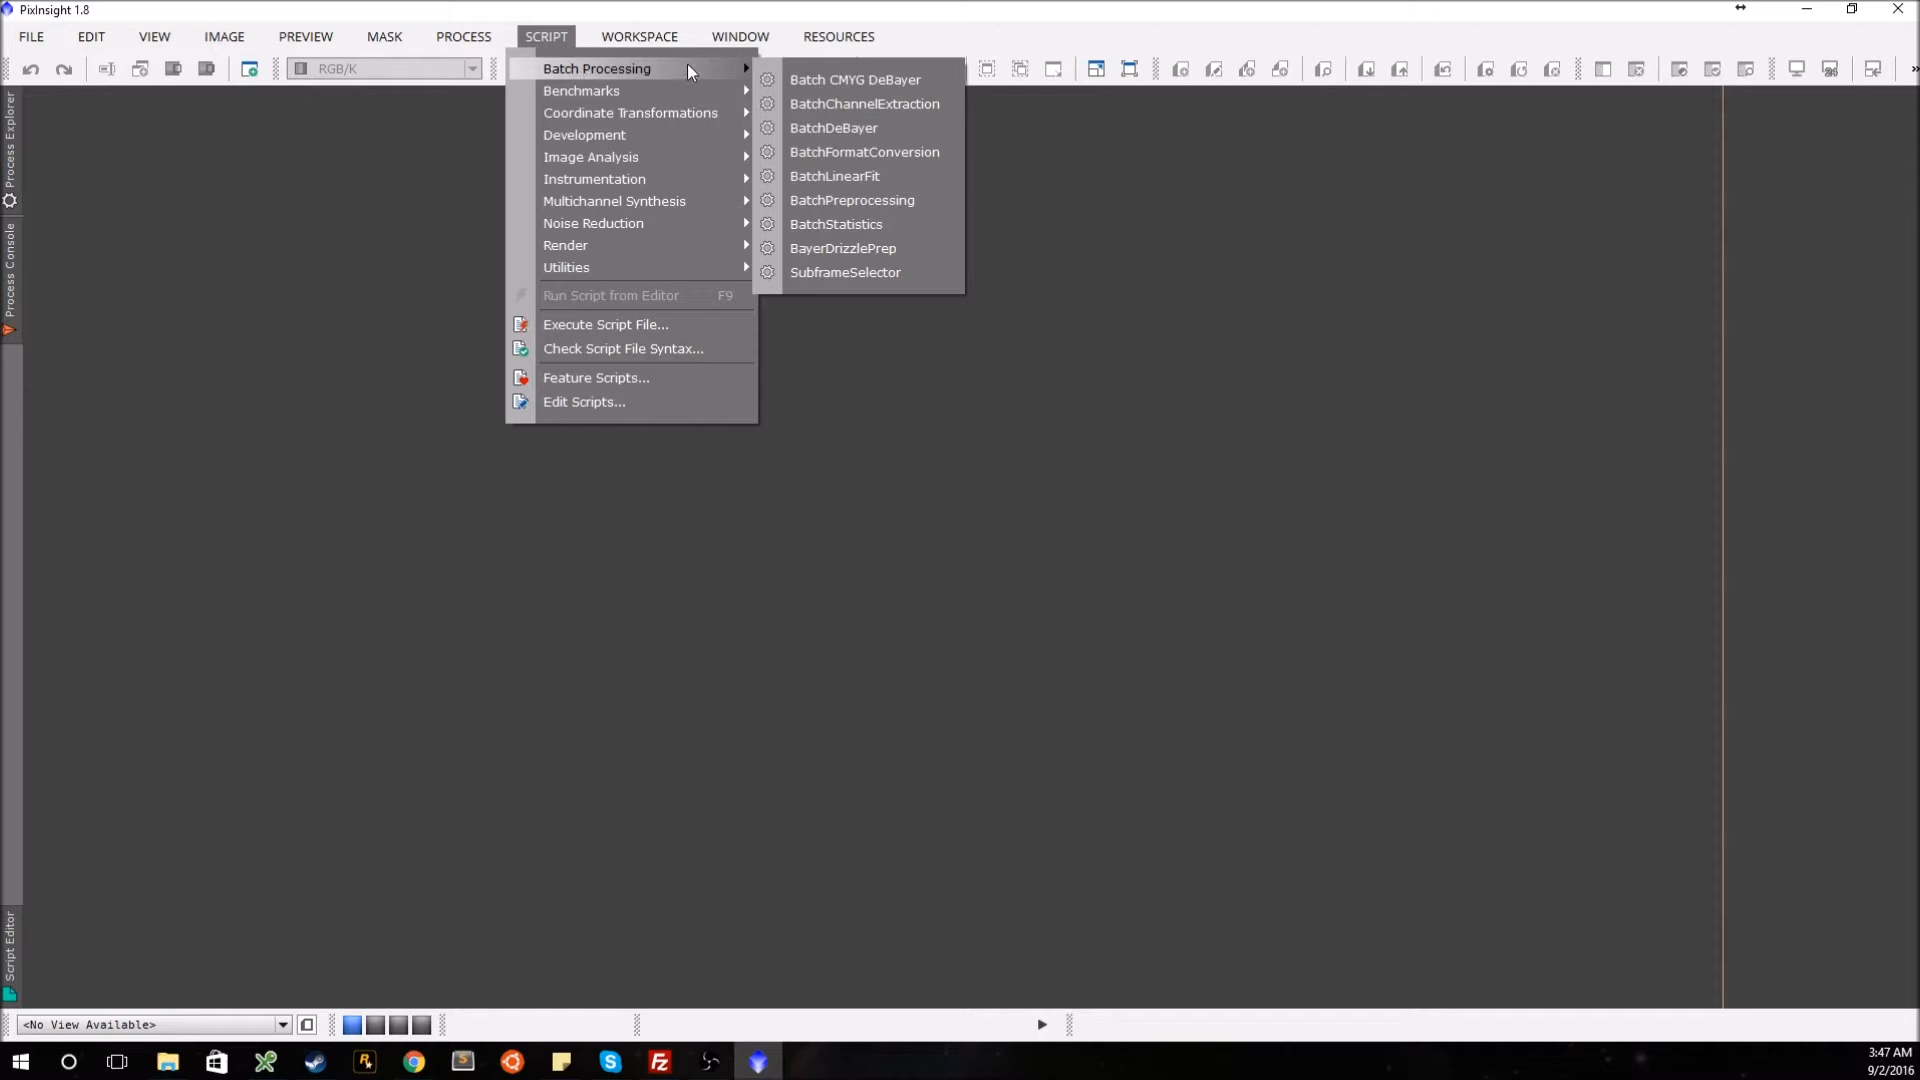 PixInsight 1.8
FILE EDIT VIEW IMAGE PREVIEW MASK PROCESS SCRIPT WORKSPACE WINDOW RESOURCES
RGB/K
Batch Processing
Benchmarks
Coordinate Transformations
Development
Image Analysis
Instrumentation
Multichannel Synthesis
Noise Reduction
Render
Utilities
Run Script from Editor F9
Execute Script File...
Check Script File Syntax...
Feature Scripts...
Edit Scripts...
Batch CMYG DeBayer
BatchChannelExtraction
BatchDeBayer
BatchFormatConversion
BatchLinearFit
BatchPreprocessing
BatchStatistics
BayerDrizzlePrep
SubframeSelector
Process Explorer
Process Console
Script Editor
<No View Available>
3:47 AM
9/2/2016